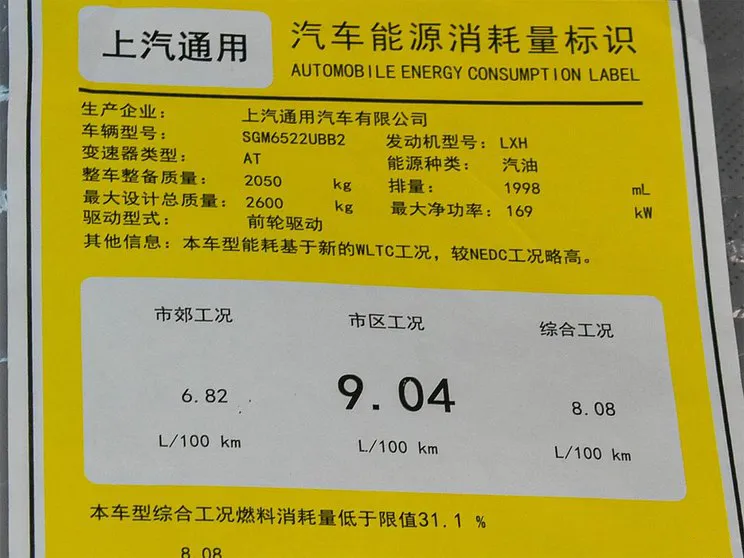 上汽通用
汽车能源消耗量标识
AUTOMOBILE ENERGY CONSUMPTION LABEL
生产企业: 上汽通用汽车有限公司
车辆型号: SGM6522UBB2 发动机型号: LXH
变速器类型: AT 能源种类: 汽油
整车整备质量: 2050 kg 排量: 1998 mL
最大设计总质量: 2600 kg 最大净功率: 169 kW
驱动型式: 前轮驱动
其他信息: 本车型能耗基于新的WLTC工况, 较NEDC工况略高。
市郊工况 市区工况 综合工况
6.82 9.04 8.08
L/100 km L/100 km L/100 km
本车型综合工况燃料消耗量低于限值31.1 %
8.08